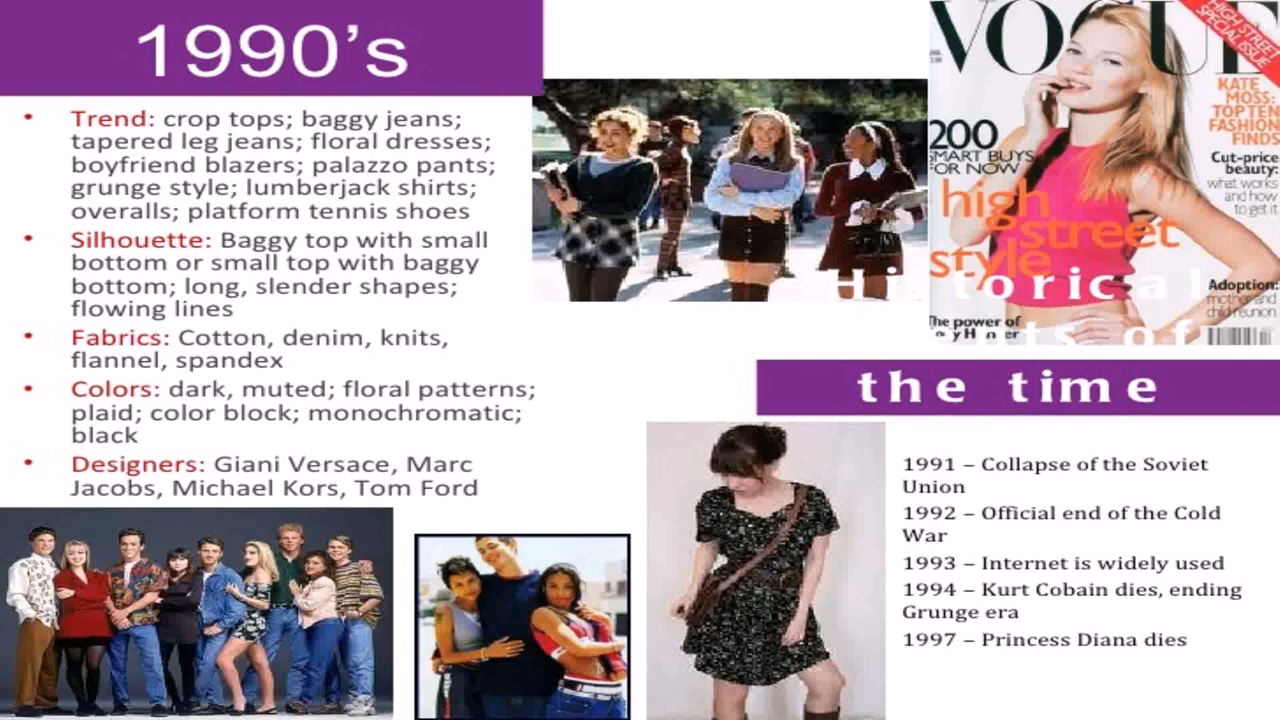 1990's
• Trend: crop tops; baggy jeans;
tapered leg jeans; floral dresses;
boyfriend blazers; palazzo pants;
grunge style; lumberjack shirts;
overalls; platform tennis shoes
• Silhouette: Baggy top with small
bottom or small top with baggy
bottom; long, slender shapes;
flowing lines
• Fabrics: Cotton, denim, knits,
flannel, spandex
• Colors: dark, muted; floral patterns;
plaid; color block; monochromatic;
black
• Designers: Giani Versace, Marc
Jacobs, Michael Kors, Tom Ford
VOGUE
HIGH STREET
SPECIAL ISSUE
KATE
MOSS:
TOP TEN
FASHION
FINDS
200
SMART BUYS
FOR NOW
Cut-price
beauty:
what works
and how
to get it
high
street
style
Adoption:
mother and
child reunion
The power of
Historical
of
the time
1991 – Collapse of the Soviet
Union
1992 – Official end of the Cold
War
1993 – Internet is widely used
1994 – Kurt Cobain dies, ending
Grunge era
1997 – Princess Diana dies